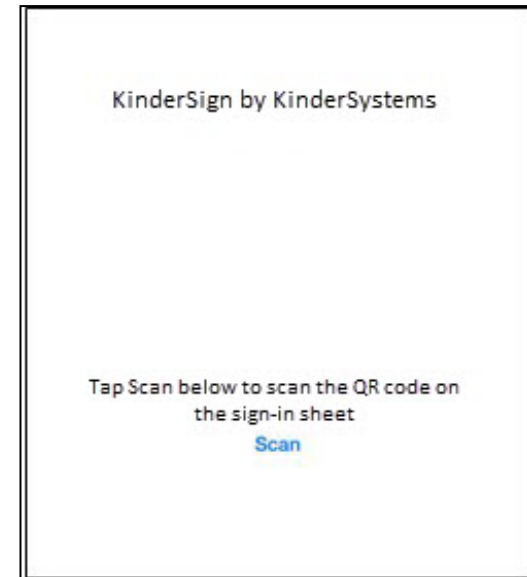 KinderSign by KinderSystems
Tap Scan below to scan the QR code on
the sign-in sheet
Scan